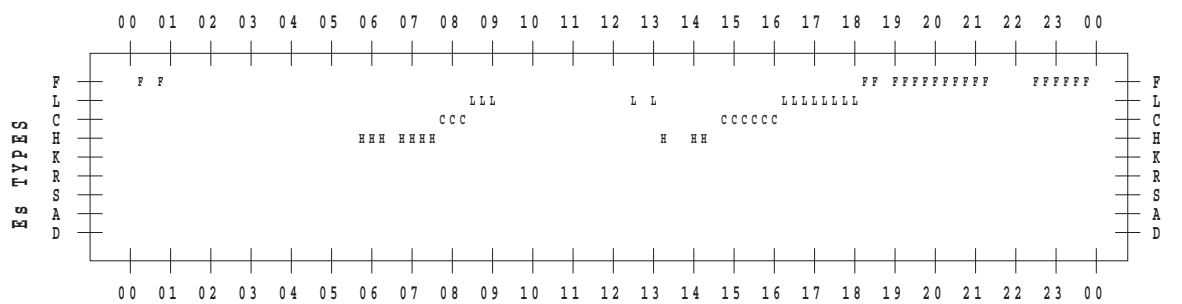 00 01 02 03 04 05 06 07 08 09 10 11 12 13 14 15 16 17 18 19 20 21 22 23 00
F F F FF FFFFFFFFFF FFFFFF F
L LLL L L LLLLLLLL L
C CCC CCCCCC C
H HHH HHHH H HH H
K K
R R
S S
A A
D D
Es TYPES
00 01 02 03 04 05 06 07 08 09 10 11 12 13 14 15 16 17 18 19 20 21 22 23 00